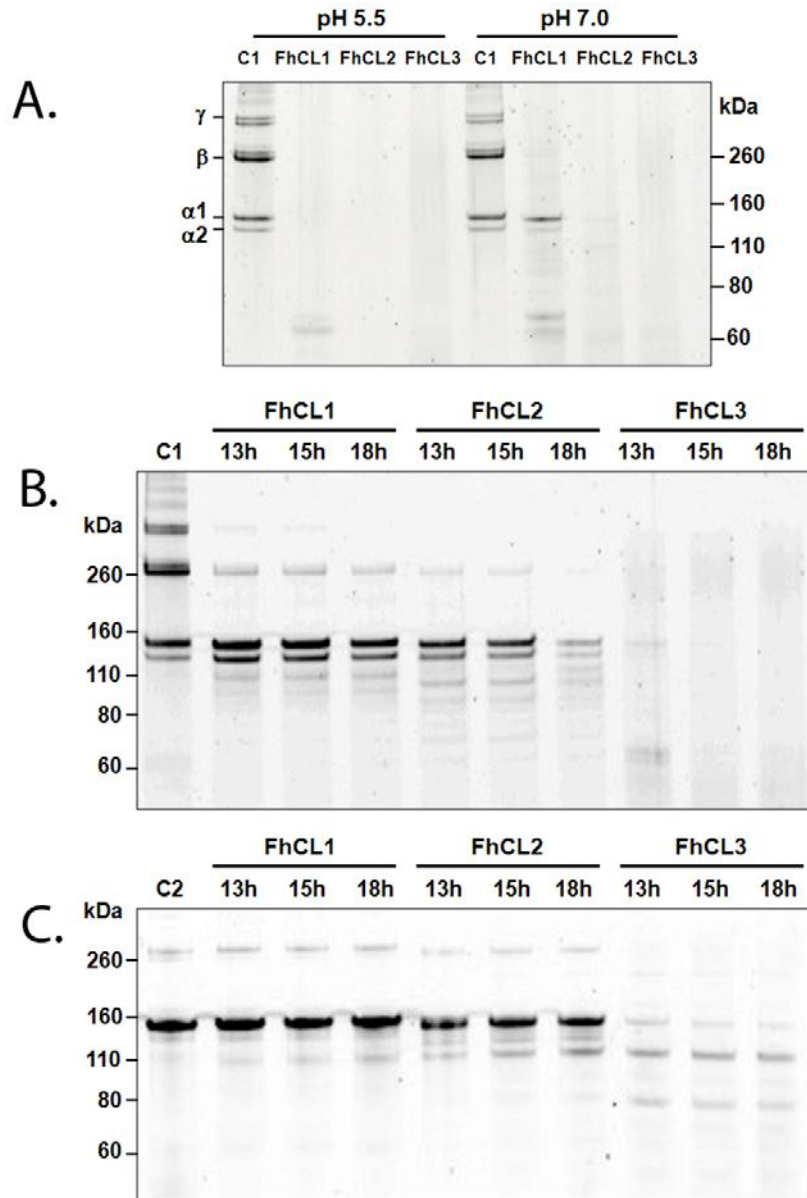 A.
pH 5.5 pH 7.0
C1 FhCL1 FhCL2 FhCL3 C1 FhCL1 FhCL2 FhCL3
kDa
γ
β
α1
α2
260
160
110
80
60
B.
FhCL1 FhCL2 FhCL3
C1 13h 15h 18h 13h 15h 18h 13h 15h 18h
kDa
260
160
110
80
60
C.
FhCL1 FhCL2 FhCL3
C2 13h 15h 18h 13h 15h 18h 13h 15h 18h
kDa
260
160
110
80
60